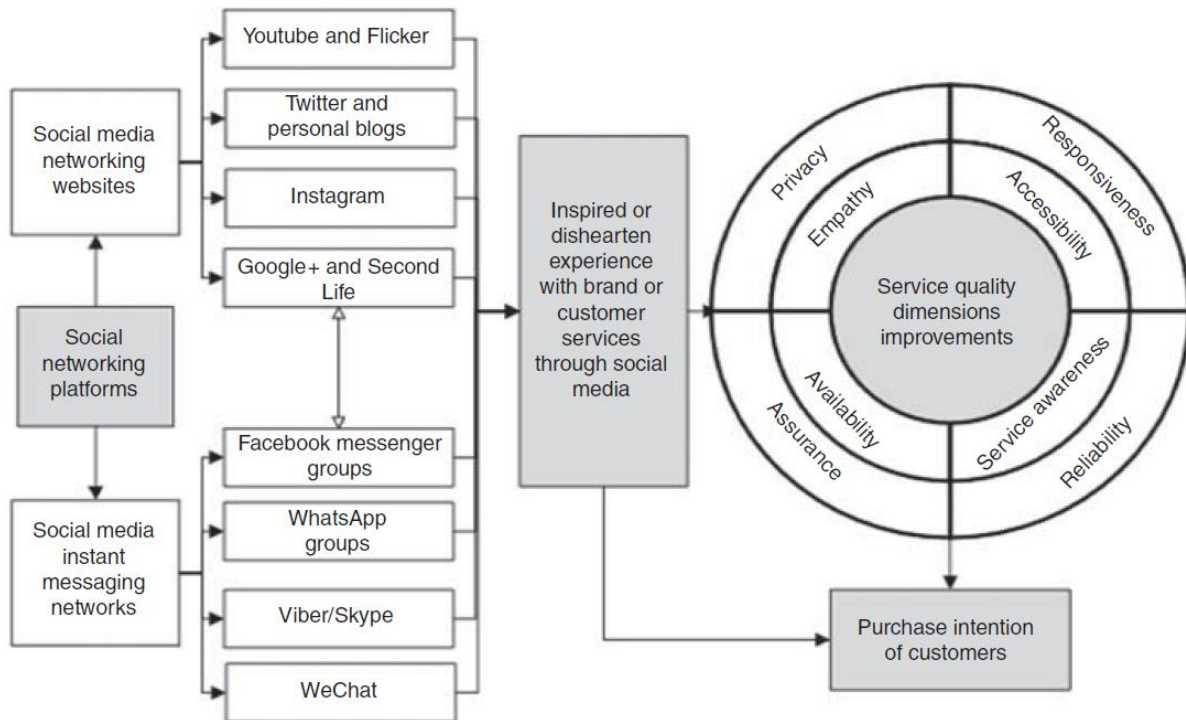 Social
networking
platforms
Social media
networking
websites
Youtube and Flicker
Twitter and
personal blogs
Instagram
Google+ and Second
Life
Social media
instant
messaging
networks
Facebook messenger
groups
WhatsApp
groups
Viber/Skype
WeChat
Inspired or
dishearten
experience
with brand or
customer
services
through social
media
Privacy
Responsiveness
Empathy
Accessibility
Service quality
dimensions
improvements
Availability
Service awareness
Assurance
Reliability
Purchase intention
of customers